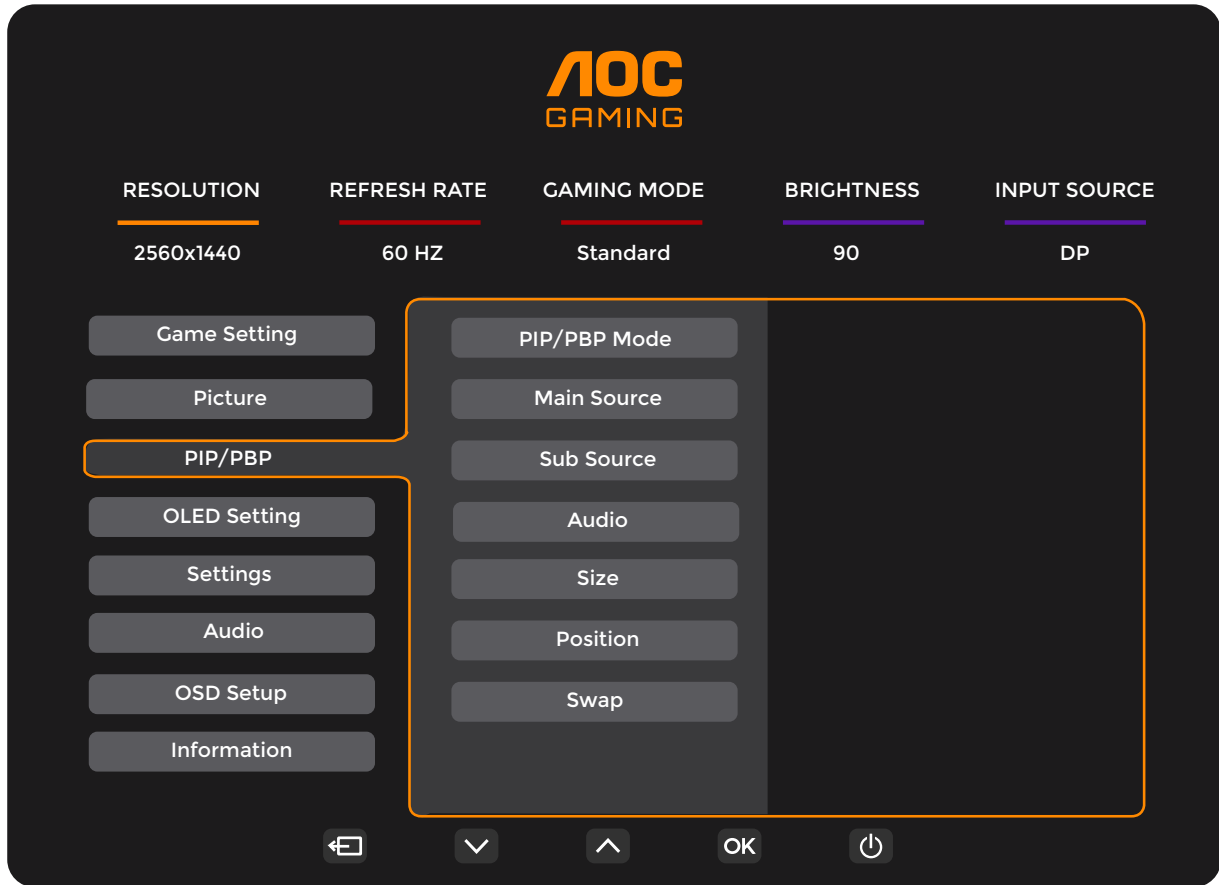 AOC
GAMING
RESOLUTION REFRESH RATE GAMING MODE BRIGHTNESS INPUT SOURCE
2560x1440 60 HZ Standard 90 DP
Game Setting
Picture
PIP/PBP
OLED Setting
Settings
Audio
OSD Setup
Information
PIP/PBP Mode
Main Source
Sub Source
Audio
Size
Position
Swap
OK